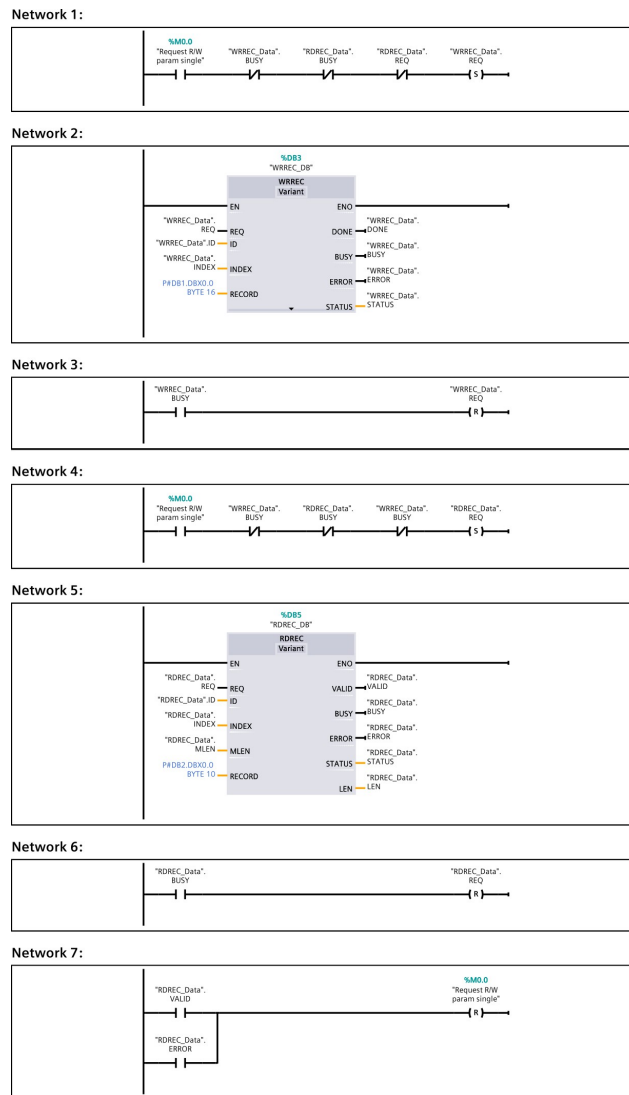 Network 1:
%M0.0
"Request R/W
param single"
"WRREC_Data".
BUSY
"RDREC_Data".
BUSY
"RDREC_Data".
REQ
"WRREC_Data".
REQ
S
Network 2:
%DB3
"WRREC_DB"
WRREC
Variant
EN
ENO
"WRREC_Data".
REQ
REQ
"WRREC_Data".ID
ID
"WRREC_Data".
INDEX
INDEX
P#DB1.DBX0.0
BYTE 16
RECORD
DONE
"WRREC_Data".
DONE
BUSY
"WRREC_Data".
BUSY
ERROR
"WRREC_Data".
ERROR
STATUS
"WRREC_Data".
STATUS
Network 3:
"WRREC_Data".
BUSY
"WRREC_Data".
REQ
R
Network 4:
%M0.0
"Request R/W
param single"
"WRREC_Data".
BUSY
"RDREC_Data".
BUSY
"WRREC_Data".
BUSY
"RDREC_Data".
REQ
S
Network 5:
%DB5
"RDREC_DB"
RDREC
Variant
EN
ENO
"RDREC_Data".
REQ
REQ
"RDREC_Data".ID
ID
"RDREC_Data".
INDEX
INDEX
"RDREC_Data".
MLEN
MLEN
P#DB2.DBX0.0
BYTE 10
RECORD
VALID
"RDREC_Data".
VALID
BUSY
"RDREC_Data".
BUSY
ERROR
"RDREC_Data".
ERROR
STATUS
"RDREC_Data".
STATUS
LEN
"RDREC_Data".
LEN
Network 6:
"RDREC_Data".
BUSY
"RDREC_Data".
REQ
R
Network 7:
"RDREC_Data".
VALID
%M0.0
"Request R/W
param single"
R
"RDREC_Data".
ERROR